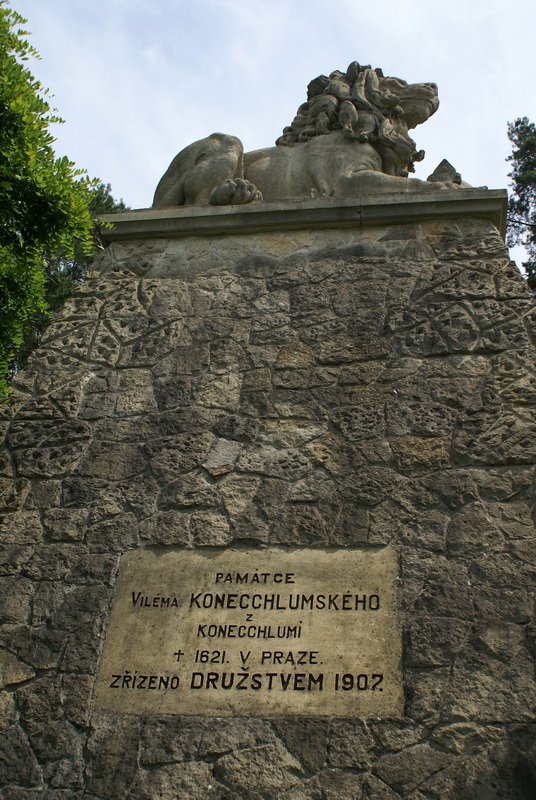 PAMÁTCE
VILÉMA KONECCHLUMSKÉHO
Z
KONECCHLUMÍ
† 1621. V PRAZE.
ZŘÍZENO DRUŽSTVEM 1907.